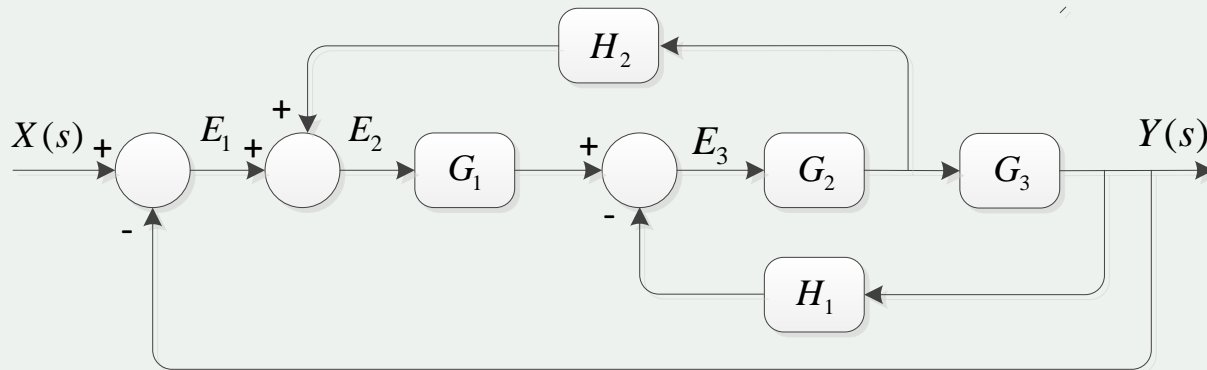 H₂
+
X(s) + E₁ + E₂ G₁ + E₃ G₂ G₃ Y(s)
- -
H₁